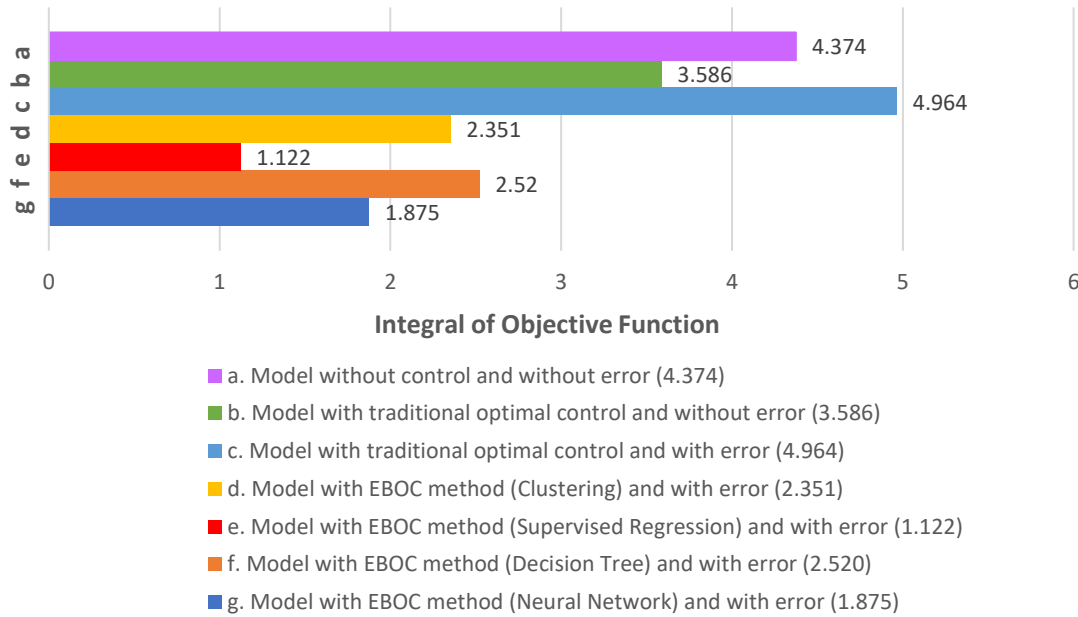 a 4.374
b 3.586
c 4.964
d 2.351
e 1.122
f 2.52
g 1.875
0 1 2 3 4 5 6
Integral of Objective Function
a. Model without control and without error (4.374)
b. Model with traditional optimal control and without error (3.586)
c. Model with traditional optimal control and with error (4.964)
d. Model with EBOC method (Clustering) and with error (2.351)
e. Model with EBOC method (Supervised Regression) and with error (1.122)
f. Model with EBOC method (Decision Tree) and with error (2.520)
g. Model with EBOC method (Neural Network) and with error (1.875)